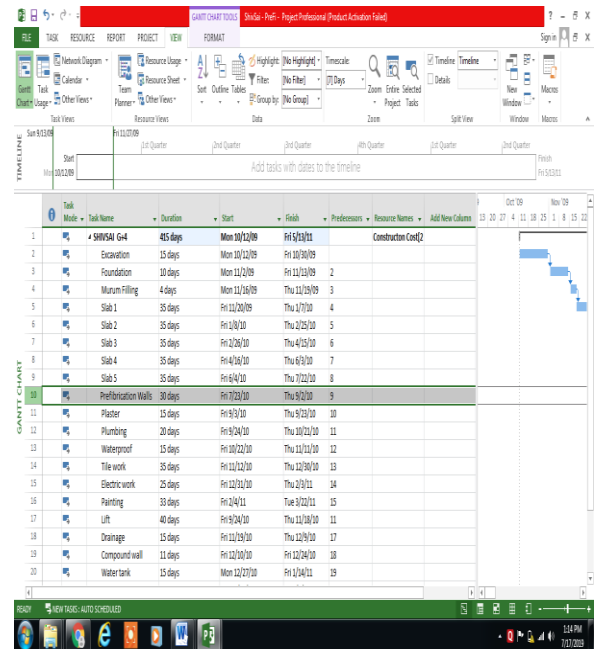 GANTT CHART TOOLS ShivSai - PreFi - Project Professional (Product Activation Failed)
FILE TASK RESOURCE REPORT PROJECT VIEW FORMAT Sign in
Gantt Chart Task Usage Network Diagram Calendar Other Views
Team Planner Resource Usage Resource Sheet Other Views
Sort Outline Tables Highlight: [No Highlight] Filter: [No Filter] Group by: [No Group]
Timescale: [7] Days Zoom Entire Project Selected Tasks
Timeline Timeline Details
New Window Macros
Task Views Resource Views Data Zoom Split View Window Macros
TIMELINE
Sun 9/13/09 Fri 11/27/09
1st Quarter 2nd Quarter 3rd Quarter 4th Quarter 1st Quarter 2nd Quarter
Start Mon 10/12/09
Add tasks with dates to the timeline
Finish Fri 5/13/11
GANTT CHART
Task Mode Task Name Duration Start Finish Predecessors Resource Names Add New Column
Oct '09 Nov '09
13 20 27 4 11 18 25 1 8 15 22
1 SHIVSAI G+4 415 days Mon 10/12/09 Fri 5/13/11 Constructon Cost[2
2 Excavation 15 days Mon 10/12/09 Fri 10/30/09
3 Foundation 10 days Mon 11/2/09 Fri 11/13/09 2
4 Murum Filling 4 days Mon 11/16/09 Thu 11/19/09 3
5 Slab 1 35 days Fri 11/20/09 Thu 1/7/10 4
6 Slab 2 35 days Fri 1/8/10 Thu 2/25/10 5
7 Slab 3 35 days Fri 2/26/10 Thu 4/15/10 6
8 Slab 4 35 days Fri 4/16/10 Thu 6/3/10 7
9 Slab 5 35 days Fri 6/4/10 Thu 7/22/10 8
10 Prefibrication Walls 30 days Fri 7/23/10 Thu 9/2/10 9
11 Plaster 15 days Fri 9/3/10 Thu 9/23/10 10
12 Plumbing 20 days Fri 9/24/10 Thu 10/21/10 11
13 Waterproof 15 days Fri 10/22/10 Thu 11/11/10 12
14 Tile work 35 days Fri 11/12/10 Thu 12/30/10 13
15 Electric work 25 days Fri 12/31/10 Thu 2/3/11 14
16 Painting 33 days Fri 2/4/11 Tue 3/22/11 15
17 Lift 40 days Fri 9/24/10 Thu 11/18/10 11
18 Drainage 15 days Fri 11/19/10 Thu 12/9/10 17
19 Compound wall 11 days Fri 12/10/10 Fri 12/24/10 18
20 Water tank 15 days Mon 12/27/10 Fri 1/14/11 19
READY NEW TASKS : AUTO SCHEDULED
1:14 PM
7/17/2019